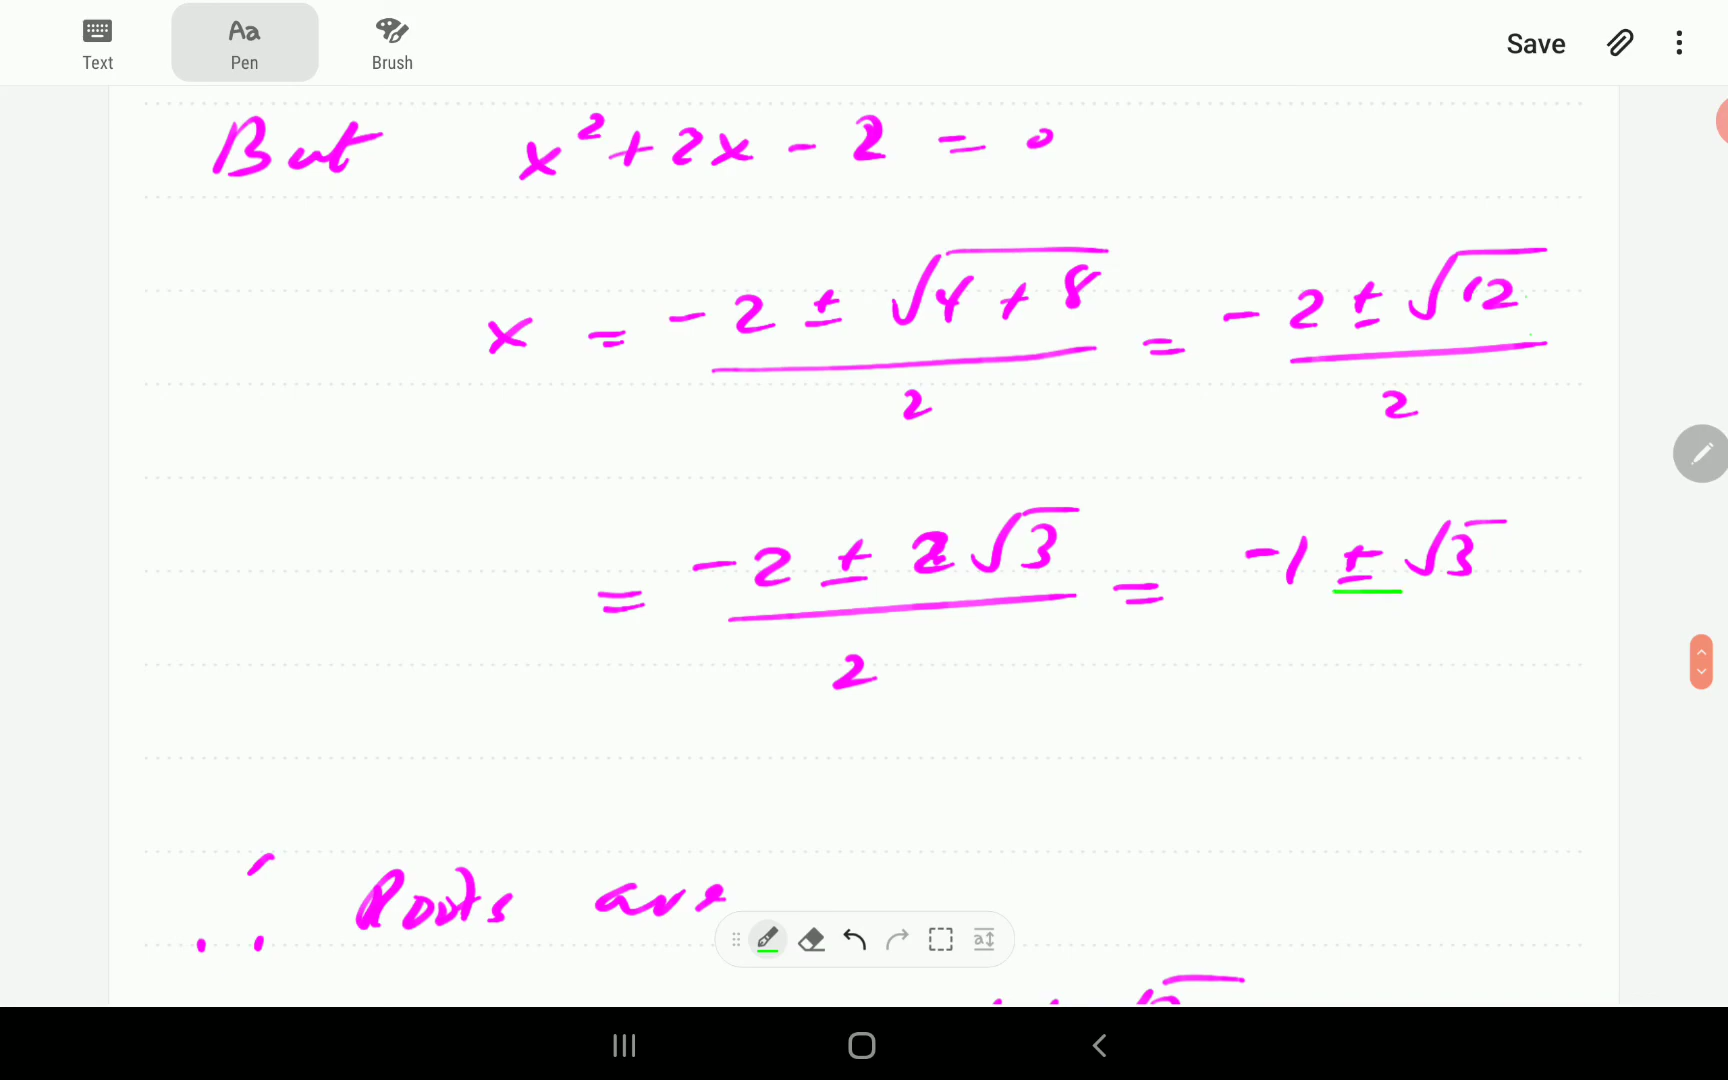 Text
Aa
Pen
Brush
Save
But x² + 2x - 2 = 0
x = -2 ± √(4 + 8) / 2 = -2 ± √12 / 2
= -2 ± 2√3 / 2 = -1 ± √3
∴ Roots are